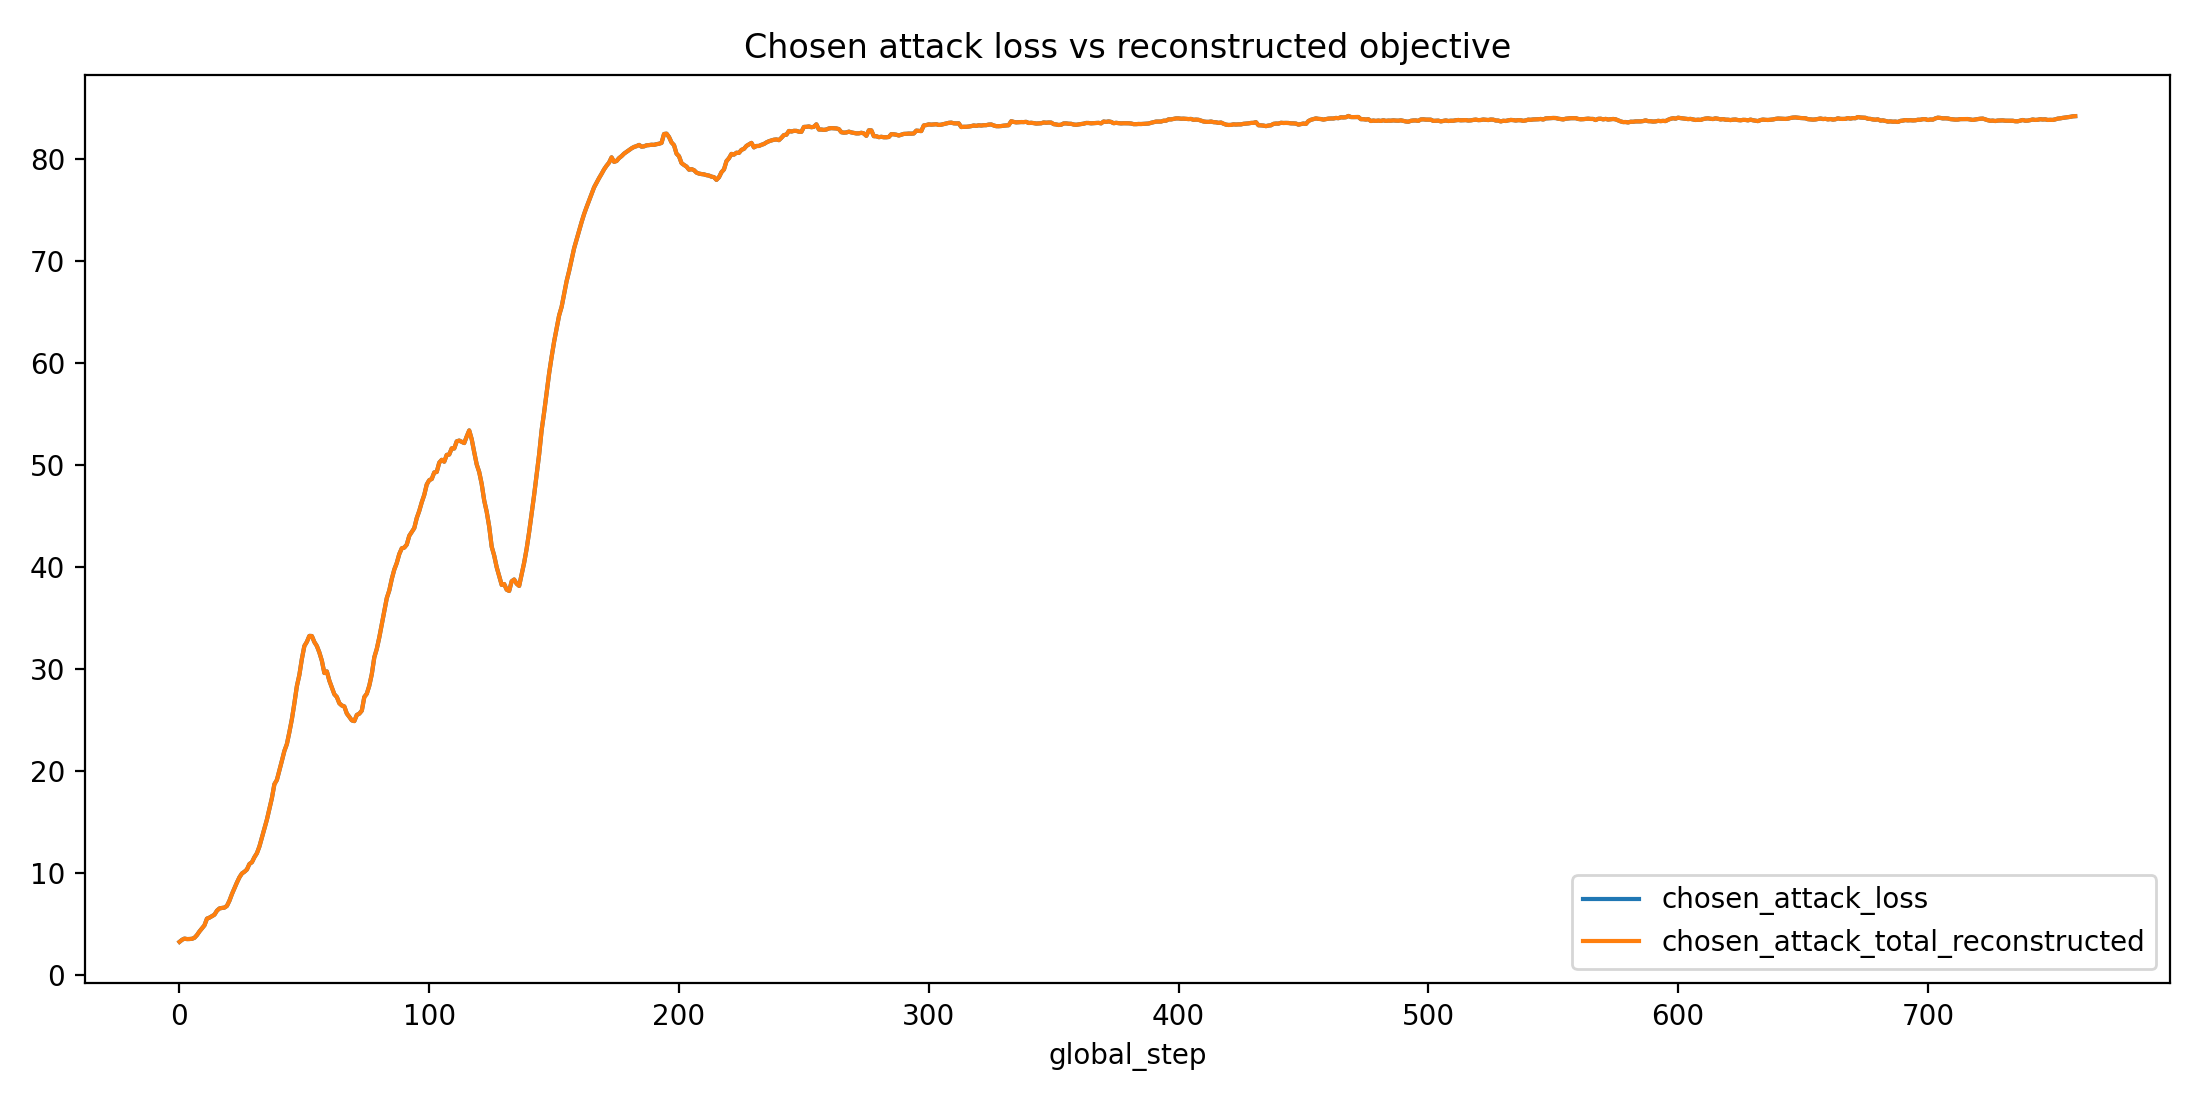 Chosen attack loss vs reconstructed objective
80
70
60
50
40
30
20
10
0
0 100 200 300 400 500 600 700
global_step
chosen_attack_loss
chosen_attack_total_reconstructed